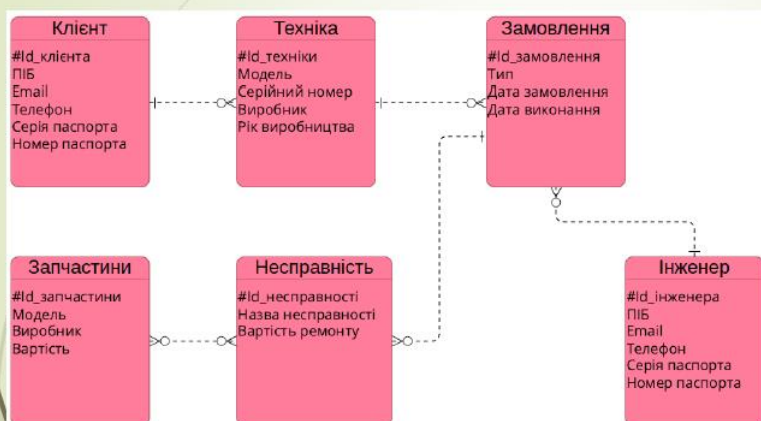 Клієнт
#Id_клієнта
ПІБ
Email
Телефон
Серія паспорта
Номер паспорта
Техніка
#Id_техніки
Модель
Серійний номер
Виробник
Рік виробництва
Замовлення
#Id_замовлення
Тип
Дата замовлення
Дата виконання
Запчастини
#Id_запчастини
Модель
Виробник
Вартість
Несправність
#Id_несправності
Назва несправності
Вартість ремонту
Інженер
#Id_інженера
ПІБ
Email
Телефон
Серія паспорта
Номер паспорта